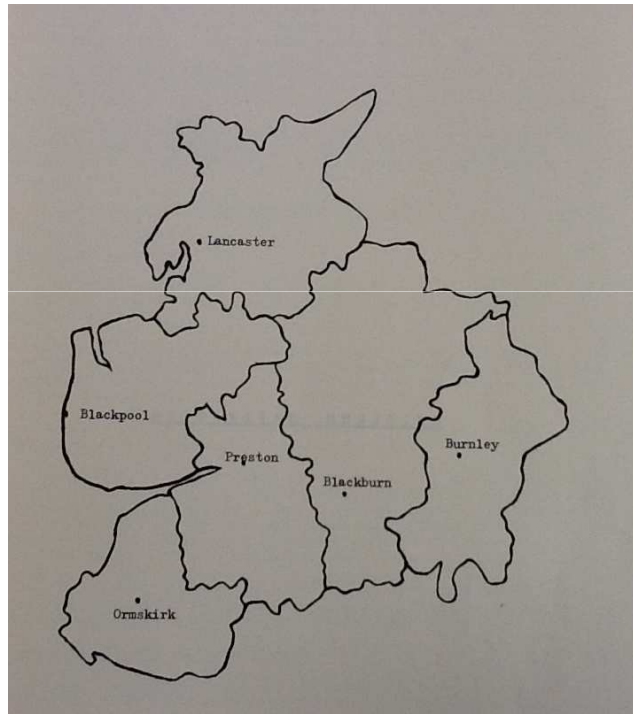 Lancaster
Blackpool
Burnley
Preston
Blackburn
Ormskirk